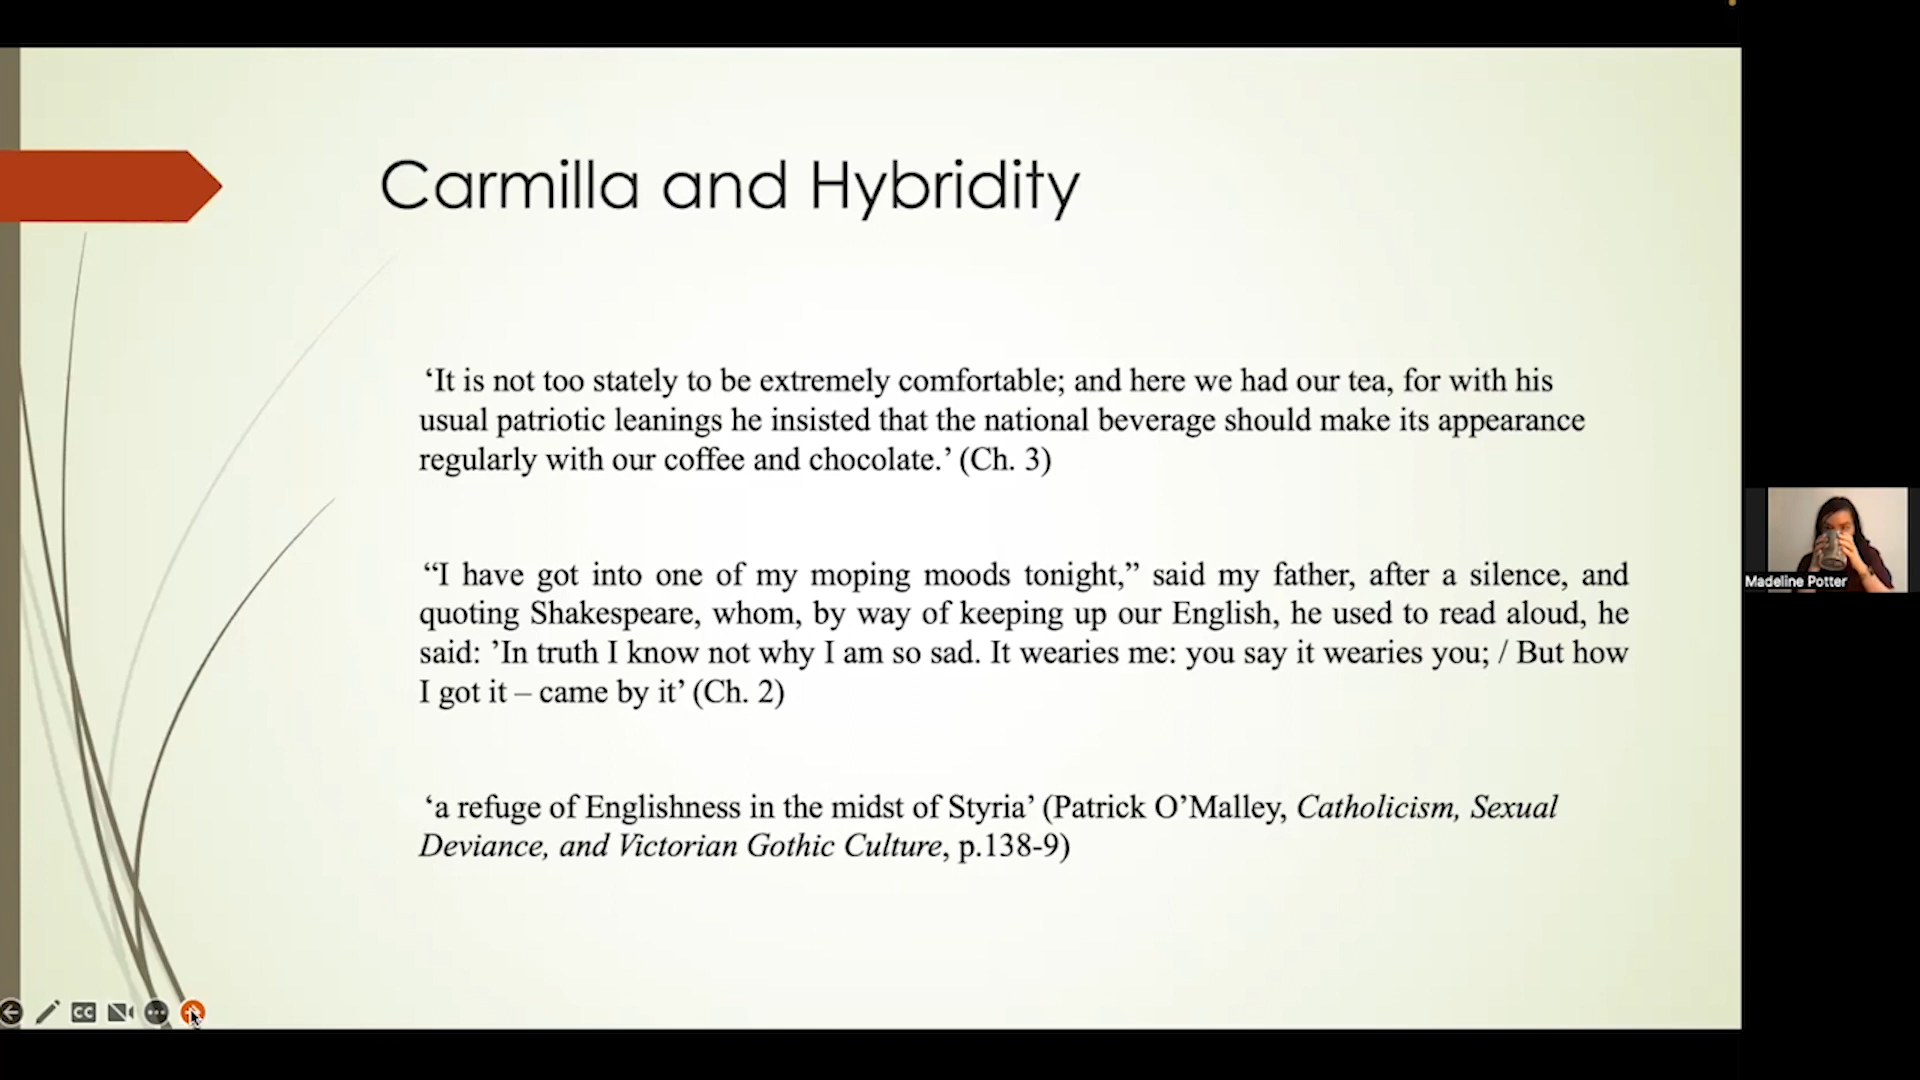 Carmilla and Hybridity
‘It is not too stately to be extremely comfortable; and here we had our tea, for with his
usual patriotic leanings he insisted that the national beverage should make its appearance
regularly with our coffee and chocolate.’ (Ch. 3)
“I have got into one of my moping moods tonight,” said my father, after a silence, and
quoting Shakespeare, whom, by way of keeping up our English, he used to read aloud, he
said: ’In truth I know not why I am so sad. It wearies me: you say it wearies you; / But how
I got it – came by it’ (Ch. 2)
‘a refuge of Englishness in the midst of Styria’ (Patrick O’Malley, Catholicism, Sexual
Deviance, and Victorian Gothic Culture, p.138-9)
Madeline Potter
CC